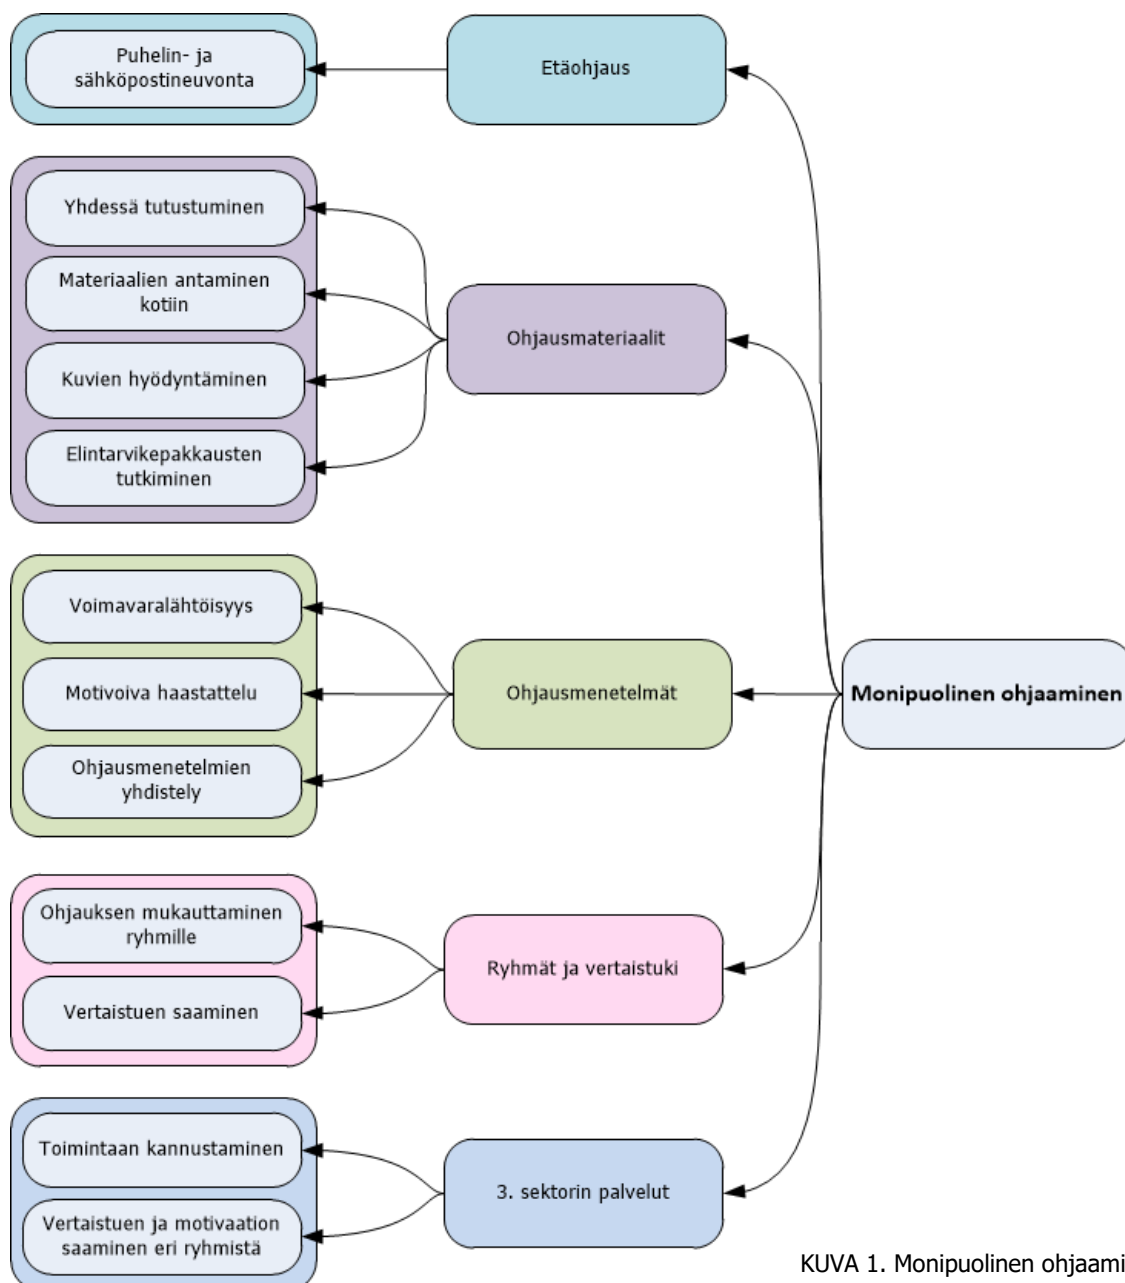 Puhelin- ja
sähköpostineuvonta
Etäohjaus
Yhdessä tutustuminen
Materiaalien antaminen
kotiin
Kuvien hyödyntäminen
Elintarvikepakkausten
tutkiminen
Ohjausmateriaalit
Voimavaralähtöisyys
Motivoiva haastattelu
Ohjausmenetelmien
yhdistely
Ohjausmenetelmät
Monipuolinen ohjaaminen
Ohjauksen mukauttaminen
ryhmille
Vertaistuen saaminen
Ryhmät ja vertaistuki
Toimintaan kannustaminen
Vertaistuen ja motivaation
saaminen eri ryhmistä
3. sektorin palvelut
KUVA 1. Monipuolinen ohjaami